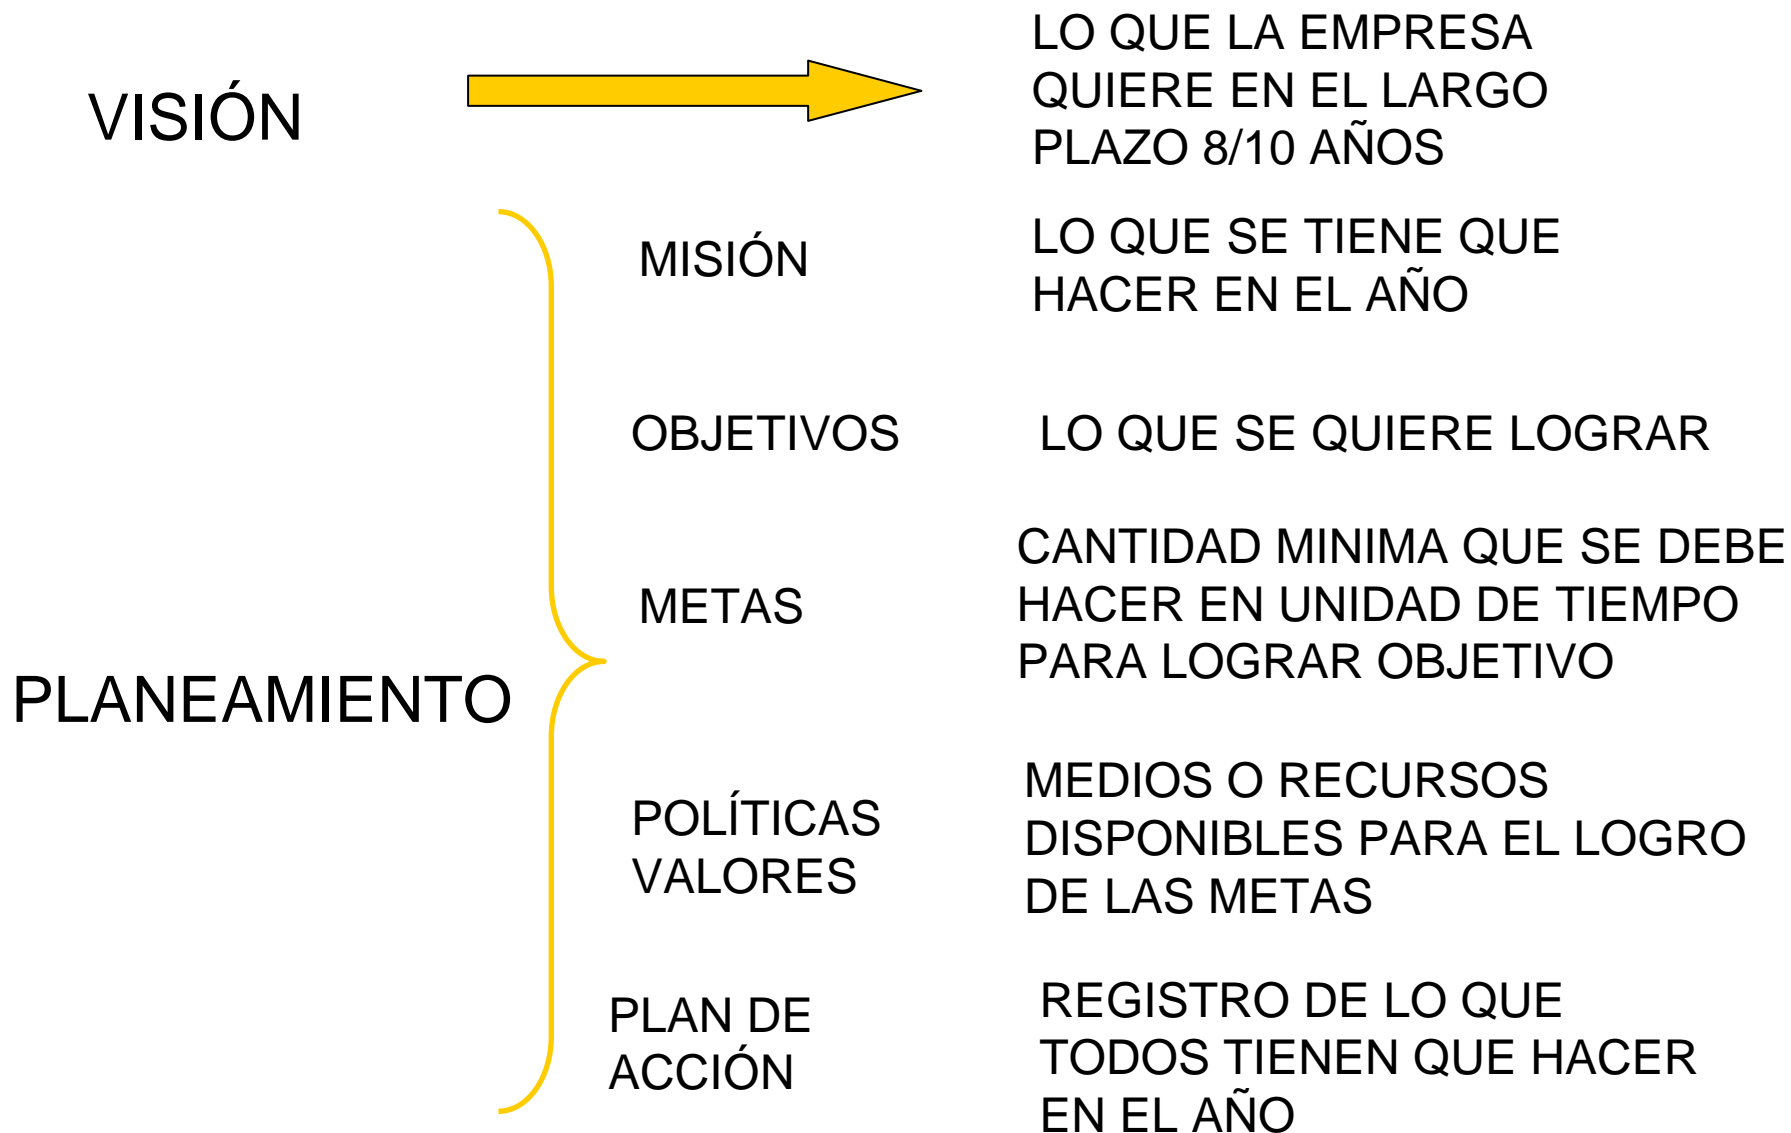 VISIÓN
LO QUE LA EMPRESA
QUIERE EN EL LARGO
PLAZO 8/10 AÑOS
PLANEAMIENTO
MISIÓN
LO QUE SE TIENE QUE
HACER EN EL AÑO
OBJETIVOS
LO QUE SE QUIERE LOGRAR
METAS
CANTIDAD MINIMA QUE SE DEBE
HACER EN UNIDAD DE TIEMPO
PARA LOGRAR OBJETIVO
POLÍTICAS
VALORES
MEDIOS O RECURSOS
DISPONIBLES PARA EL LOGRO
DE LAS METAS
PLAN DE
ACCIÓN
REGISTRO DE LO QUE
TODOS TIENEN QUE HACER
EN EL AÑO